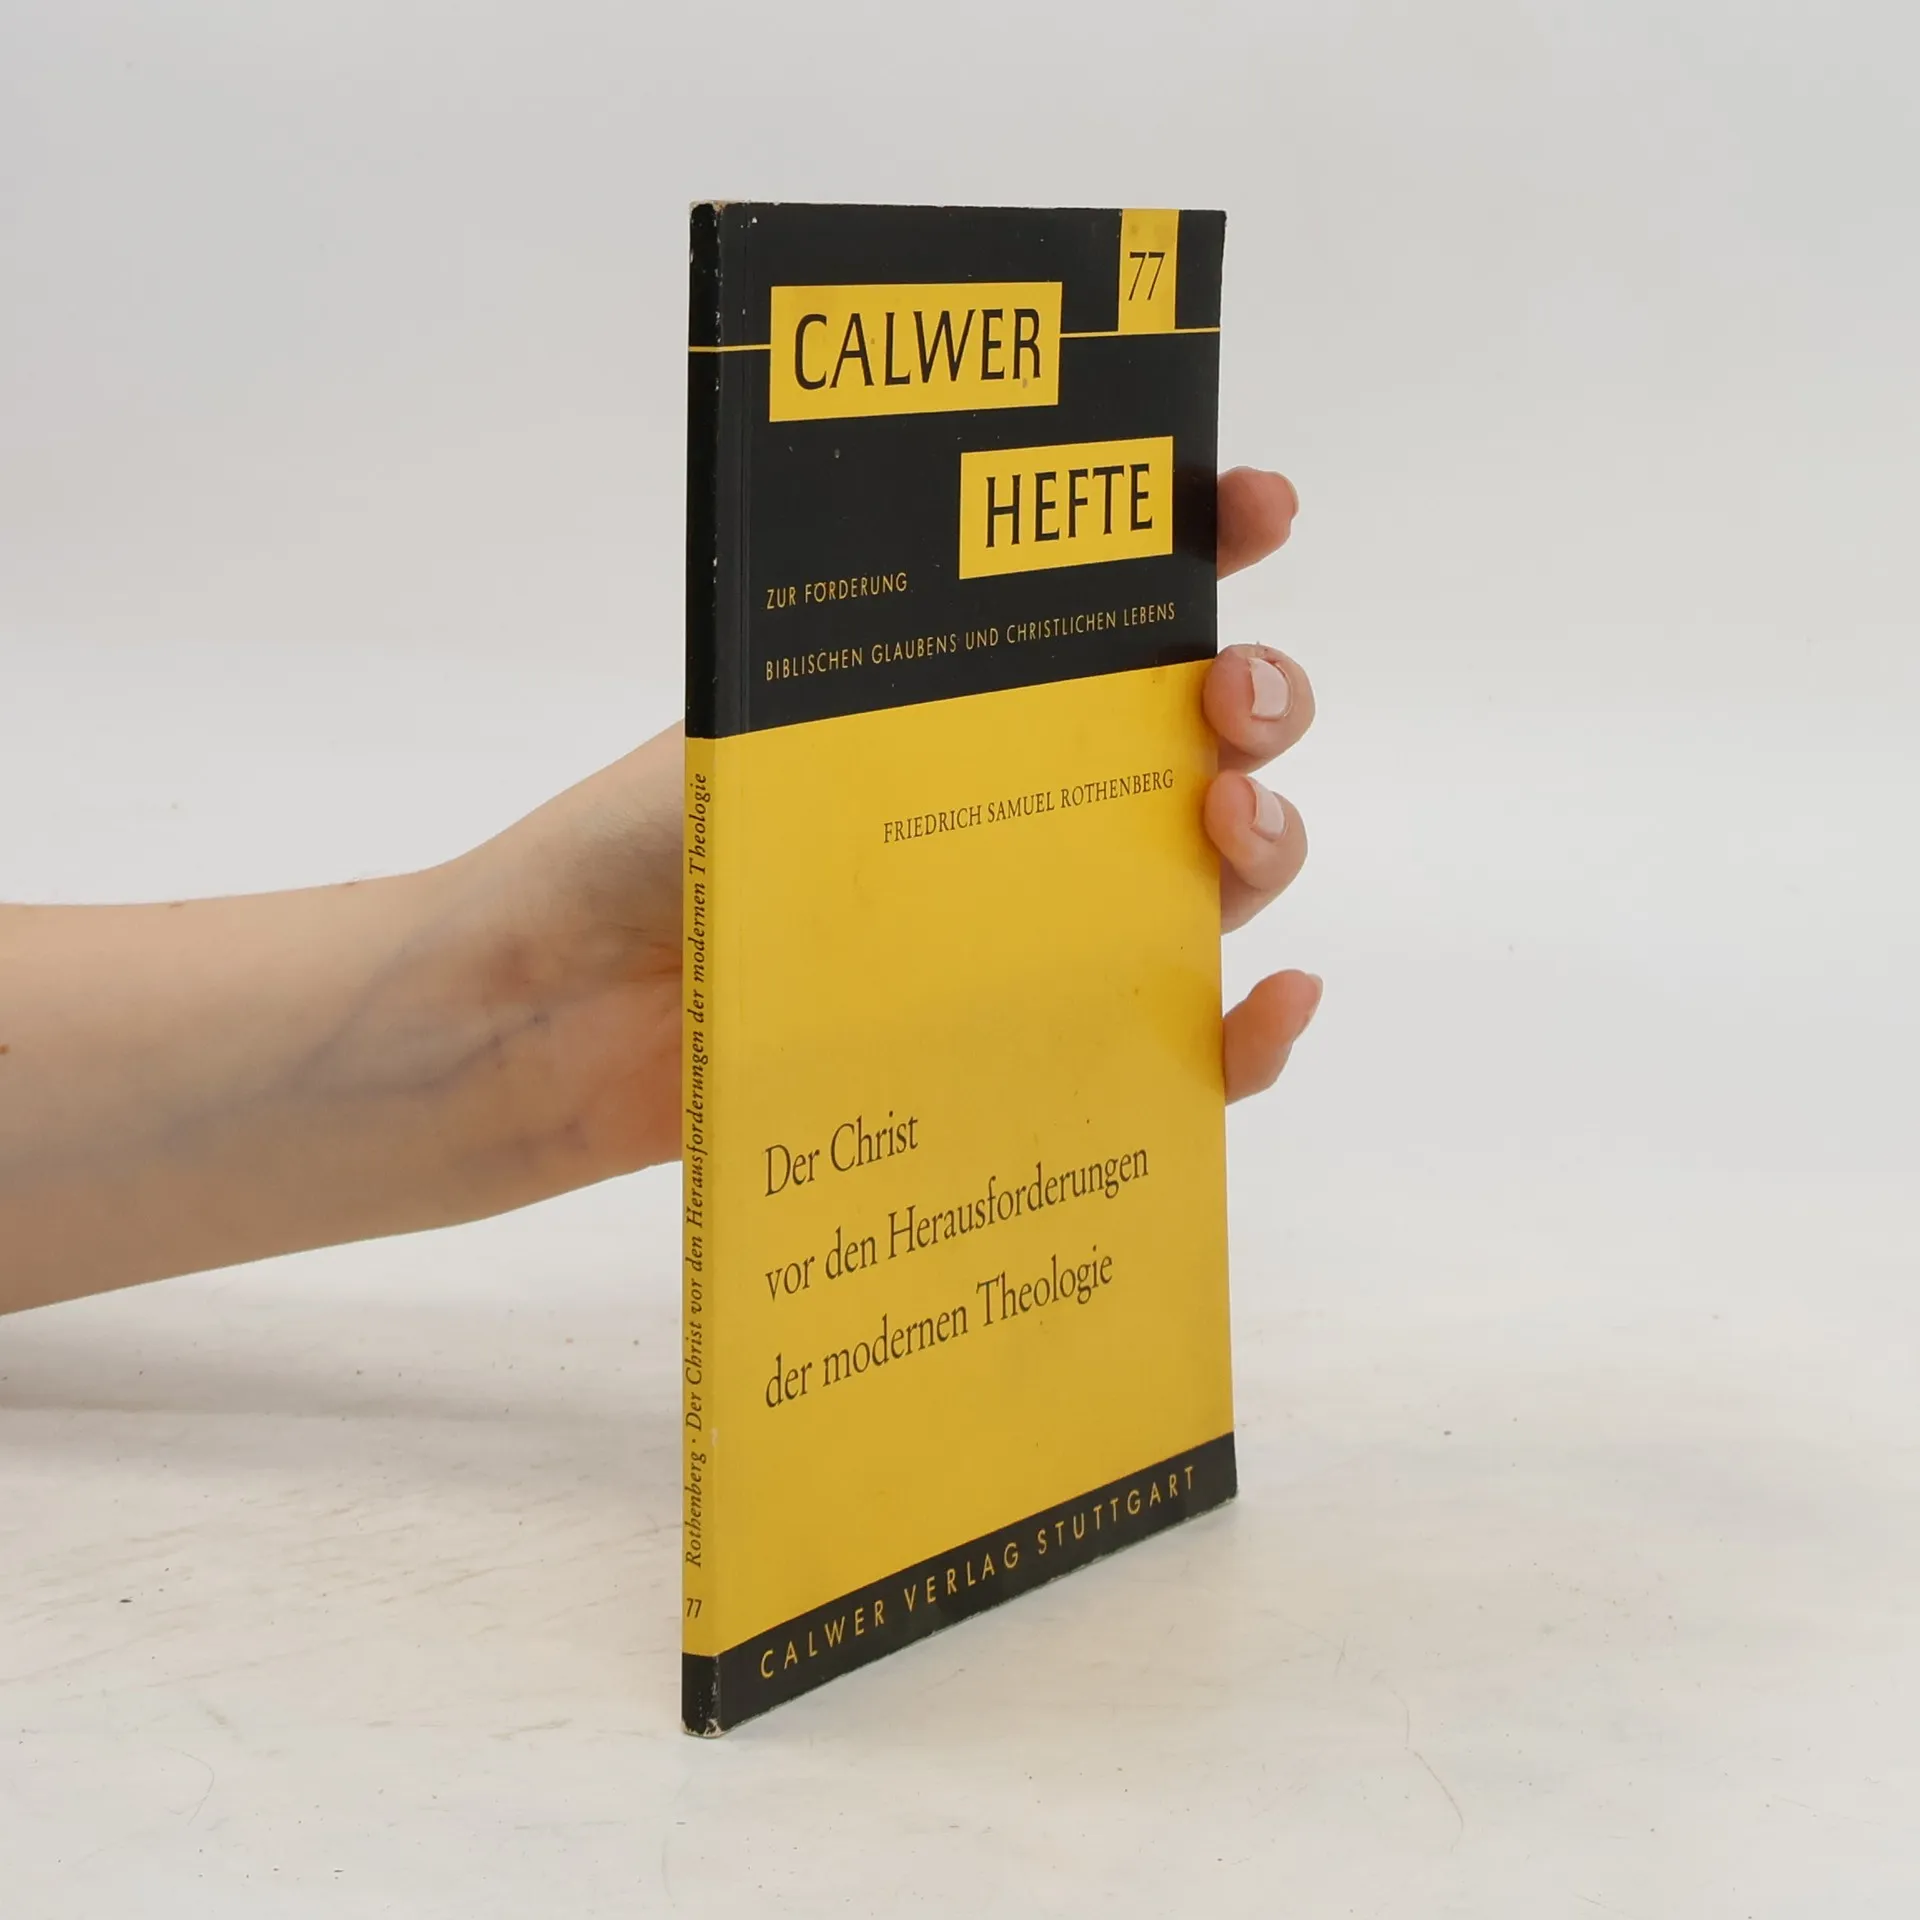 77
CALWER
HEFTE
ZUR FÖRDERUNG
BIBLISCHEN GLAUBENS UND CHRISTLICHEN LEBENS
FRIEDRICH SAMUEL ROTHENBERG
Der Christ
vor den Herausforderungen
der modernen Theologie
CALWER VERLAG STUTTGART
77 Rothenberg · Der Christ vor den Herausforderungen der modernen Theologie